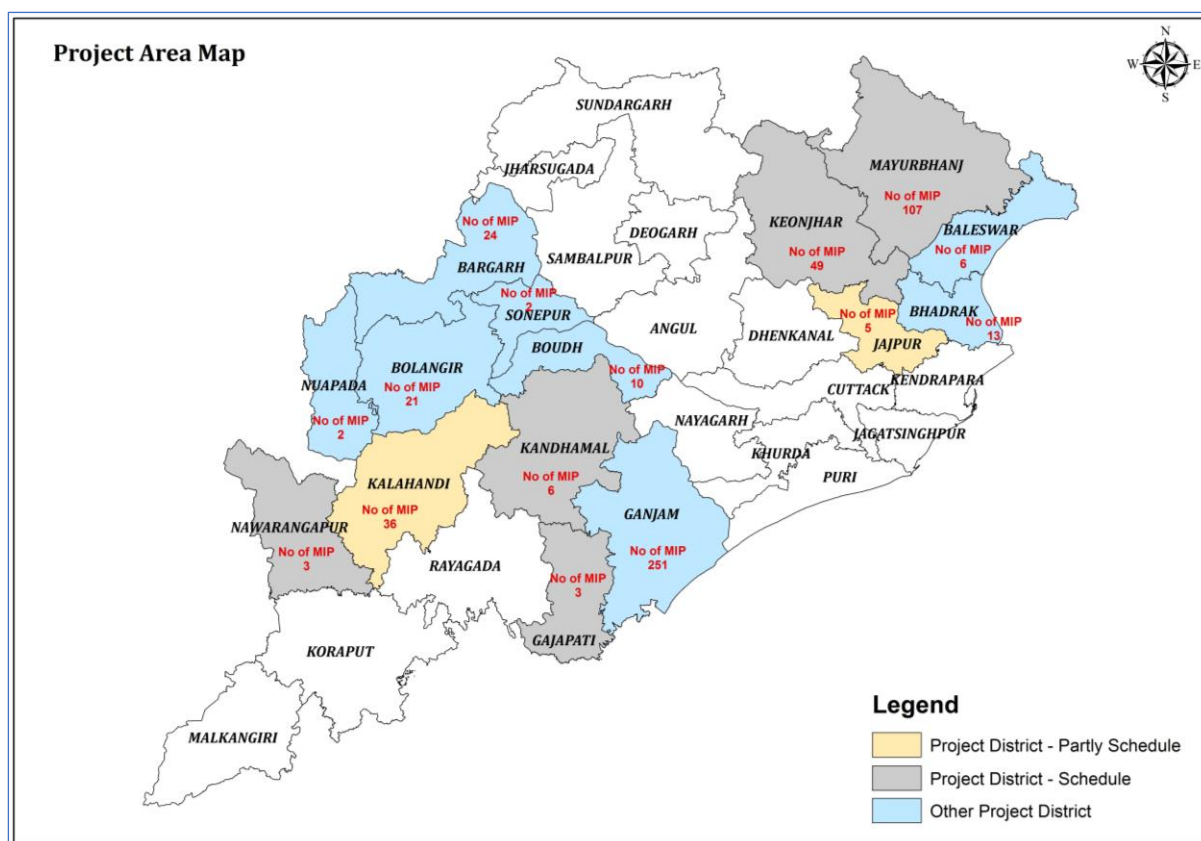 Project Area Map
N
W E
S
SUNDARGARH
JHARSUGADA
MAYURBHANJ
No of MIP
107
KEONJHAR
No of MIP
49
No of MIP
24
DEOGARH
BALESWAR
No of MIP
6
SAMBALPUR
BARGARH
No of MIP
2
SONEPUR
BHADRAK
No of MIP
13
No of MIP
5
JAJPUR
ANGUL
DHENKANAL
BOUDH
No of MIP
10
BOLANGIR
No of MIP
21
NUAPADA
No of MIP
2
KENDRAPARA
CUTTACK
NAYAGARH
JAGATSINGHPUR
KHURDA
PURI
KANDHAMAL
No of MIP
6
KALAHANDI
No of MIP
36
GANJAM
No of MIP
251
NAWARANGAPUR
No of MIP
3
RAYAGADA
No of MIP
3
GAJAPATI
KORAPUT
MALKANGIRI
Legend
Project District - Partly Schedule
Project District - Schedule
Other Project District